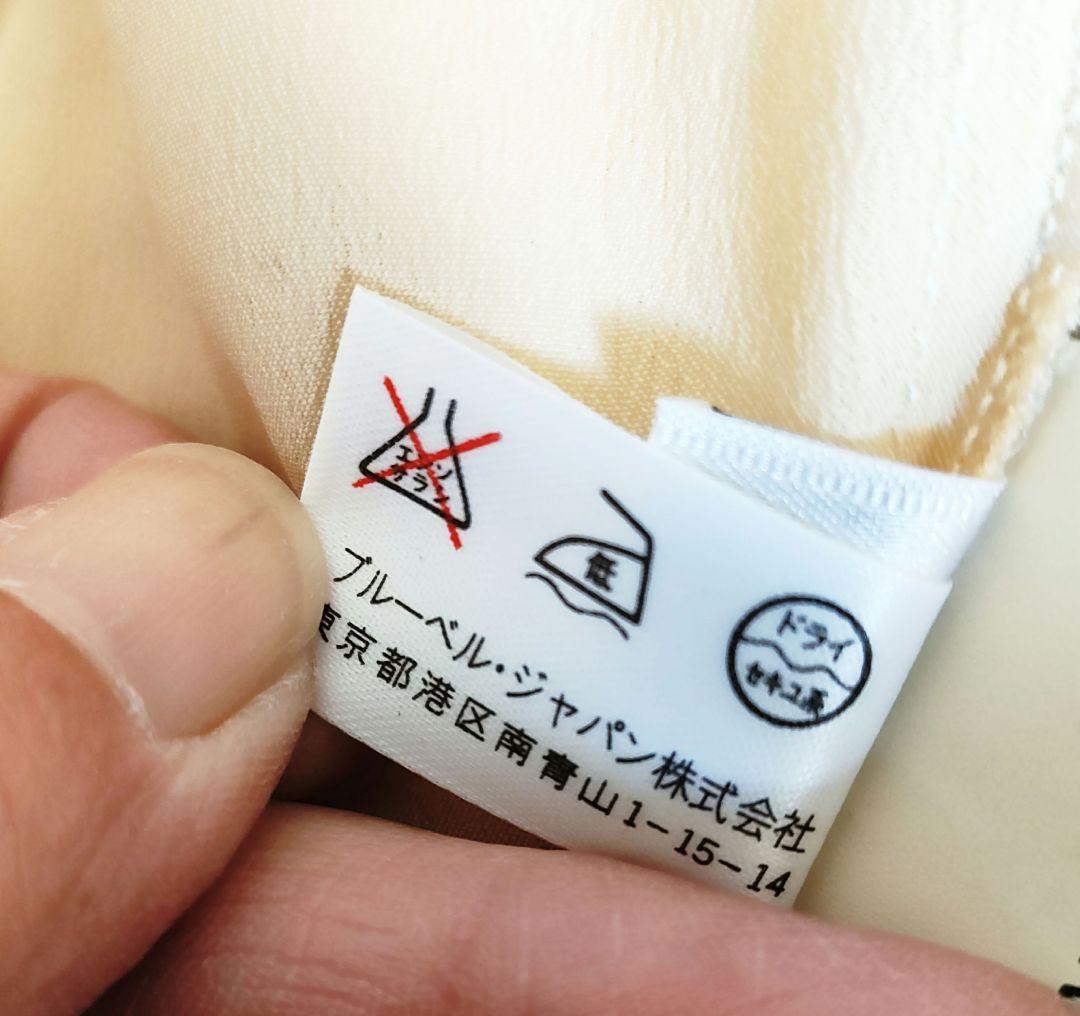 エンソ
カラシ
低
ドライ
セキユ系
ブルーベル・ジャパン株式会社
東京都港区南青山1-15-14